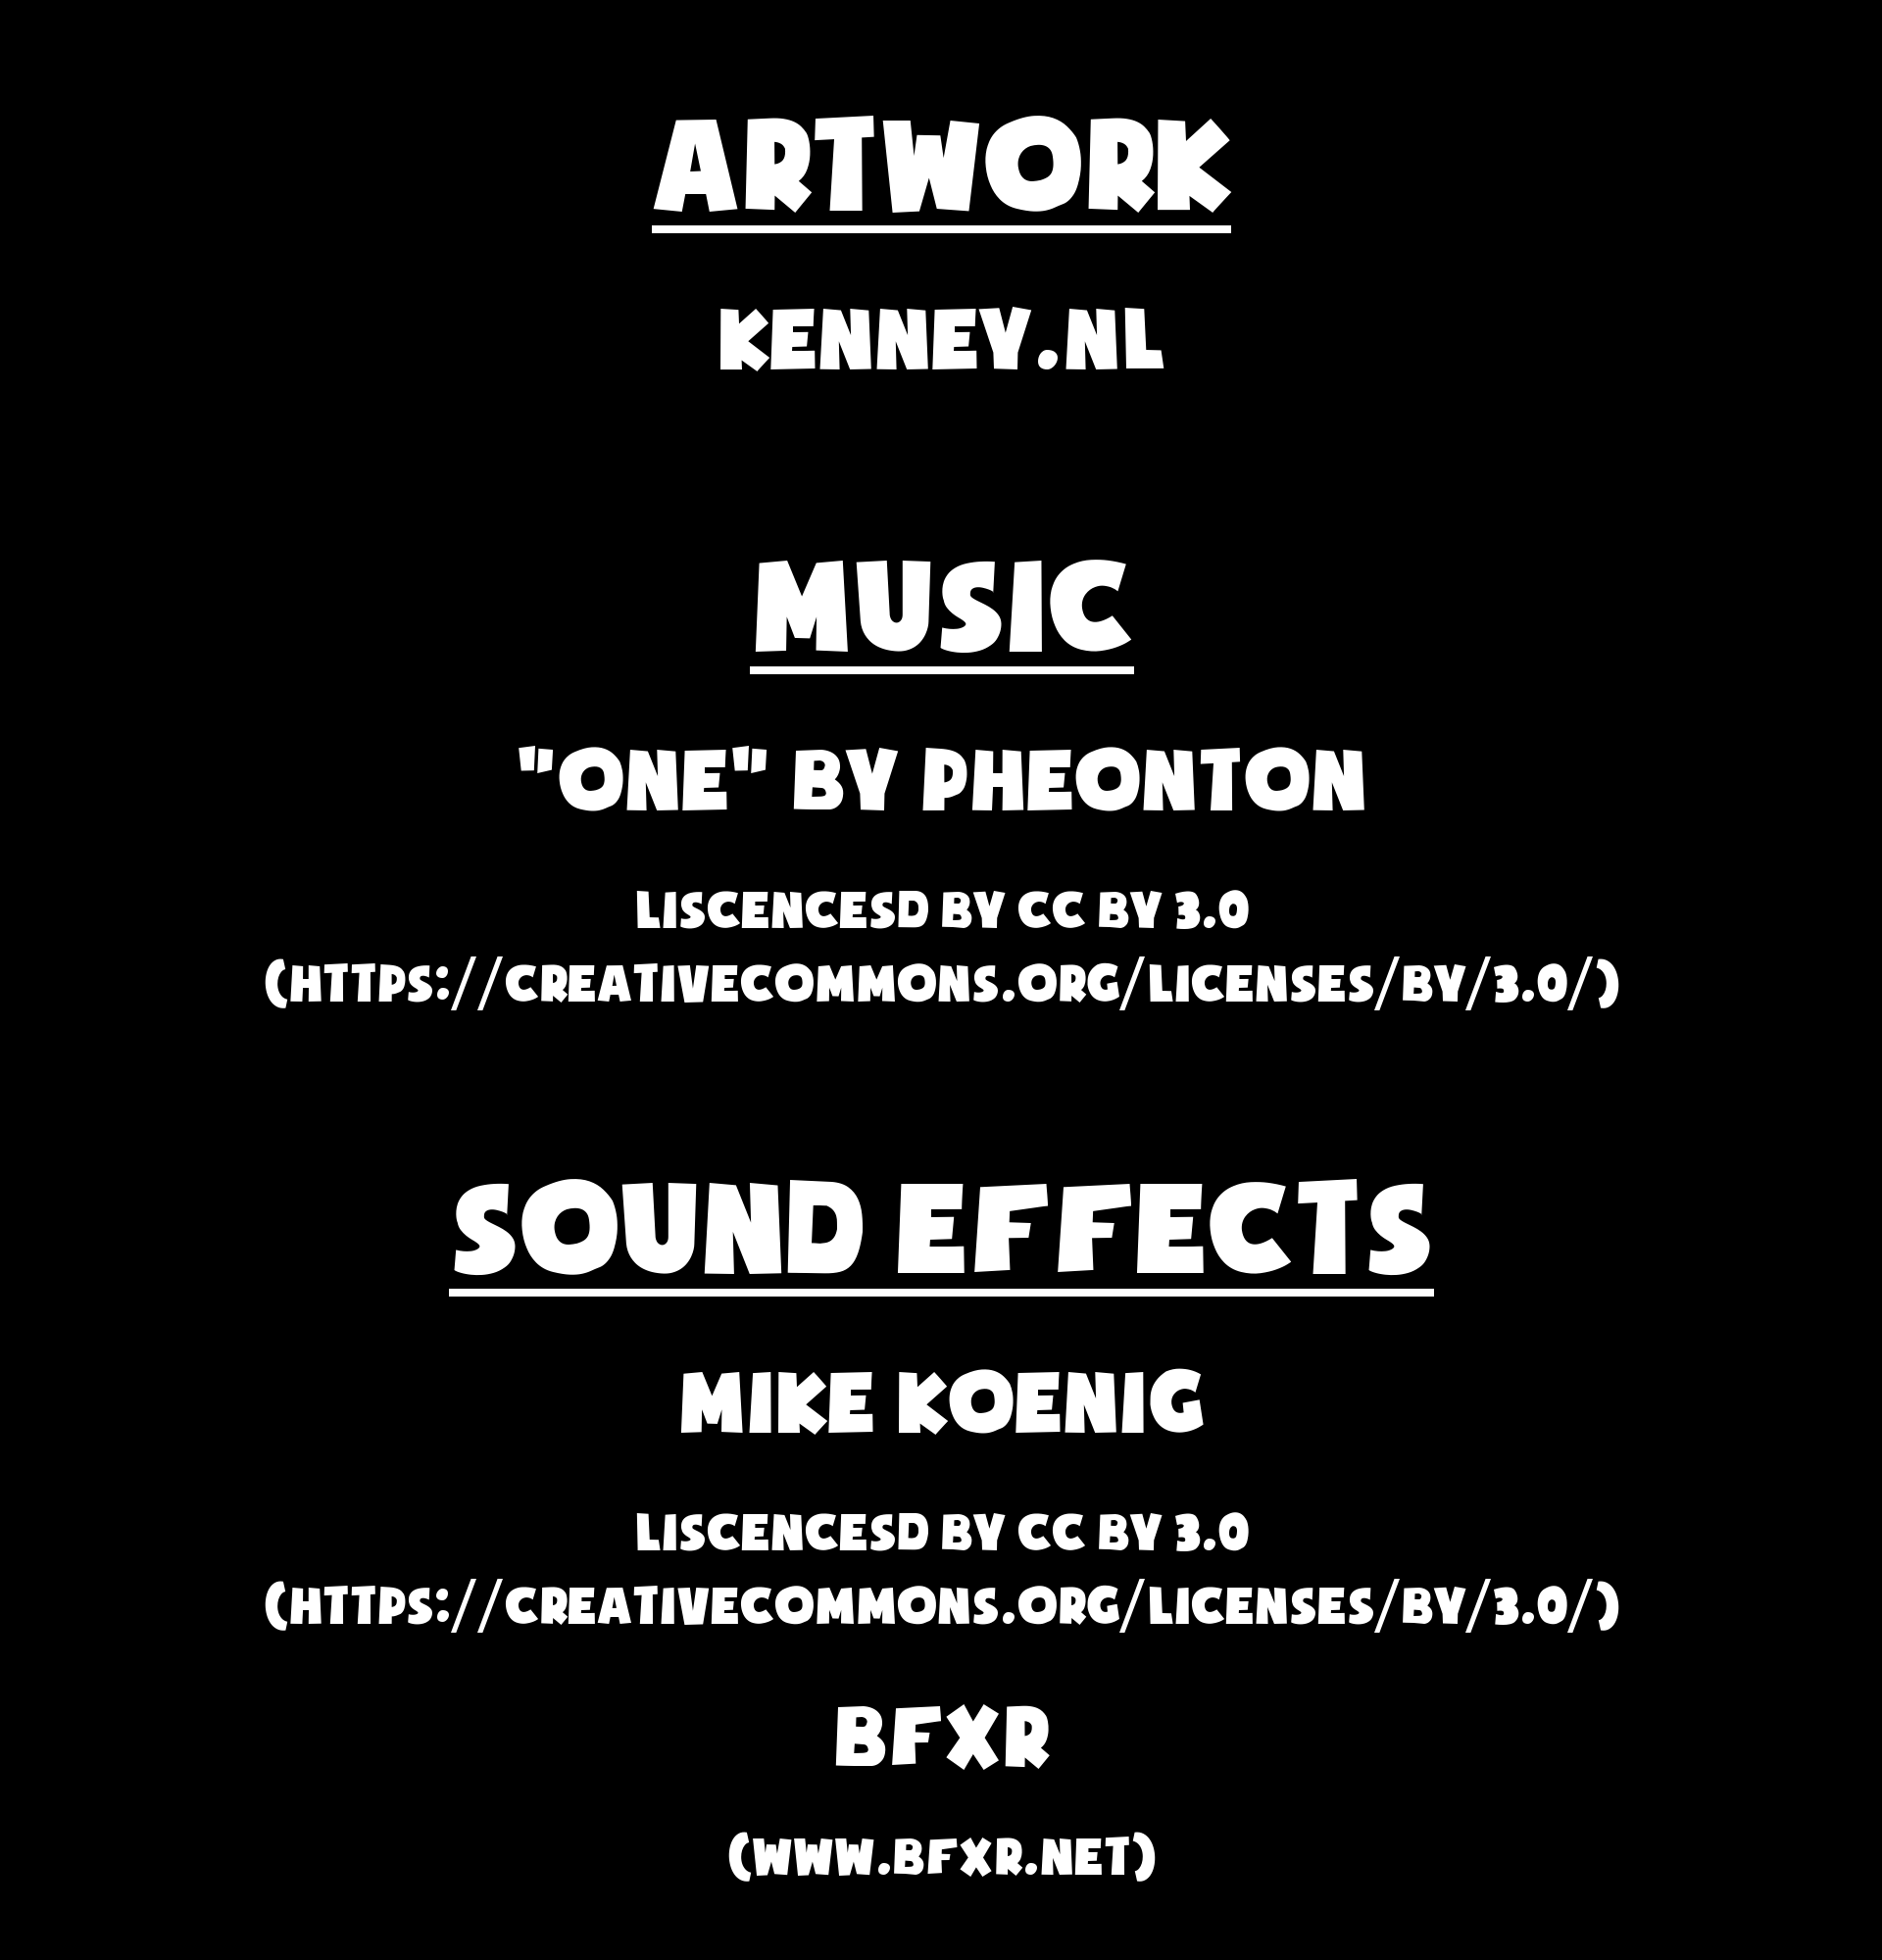 ARTWORK
KENNEY.NL
MUSIC
"ONE" BY PHEONTON
LISCENCESD BY CC BY 3.0
(HTTPS://CREATIVECOMMONS.ORG/LICENSES/BY/3.0/)
SOUND EFFECTS
MIKE KOENIG
LISCENCESD BY CC BY 3.0
(HTTPS://CREATIVECOMMONS.ORG/LICENSES/BY/3.0/)
BFXR
(WWW.BFXR.NET)